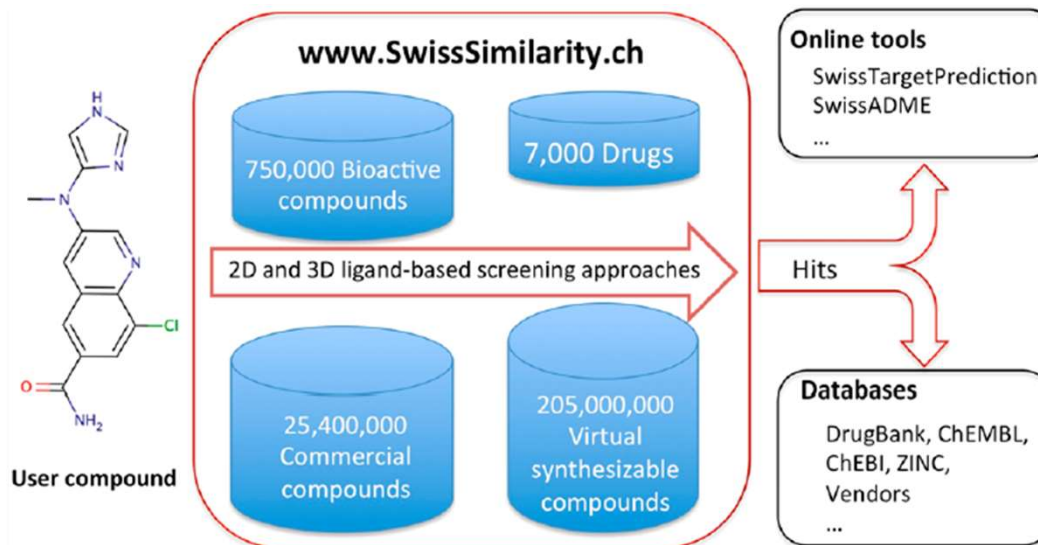 www.SwissSimilarity.ch
H
N
N
N
N
Cl
O
NH₂
User compound
750,000 Bioactive
compounds
7,000 Drugs
2D and 3D ligand-based screening approaches
25,400,000
Commercial
compounds
205,000,000
Virtual
synthesizable
compounds
Hits
Online tools
SwissTargetPrediction
SwissADME
...
Databases
DrugBank, ChEMBL,
ChEBI, ZINC,
Vendors
...